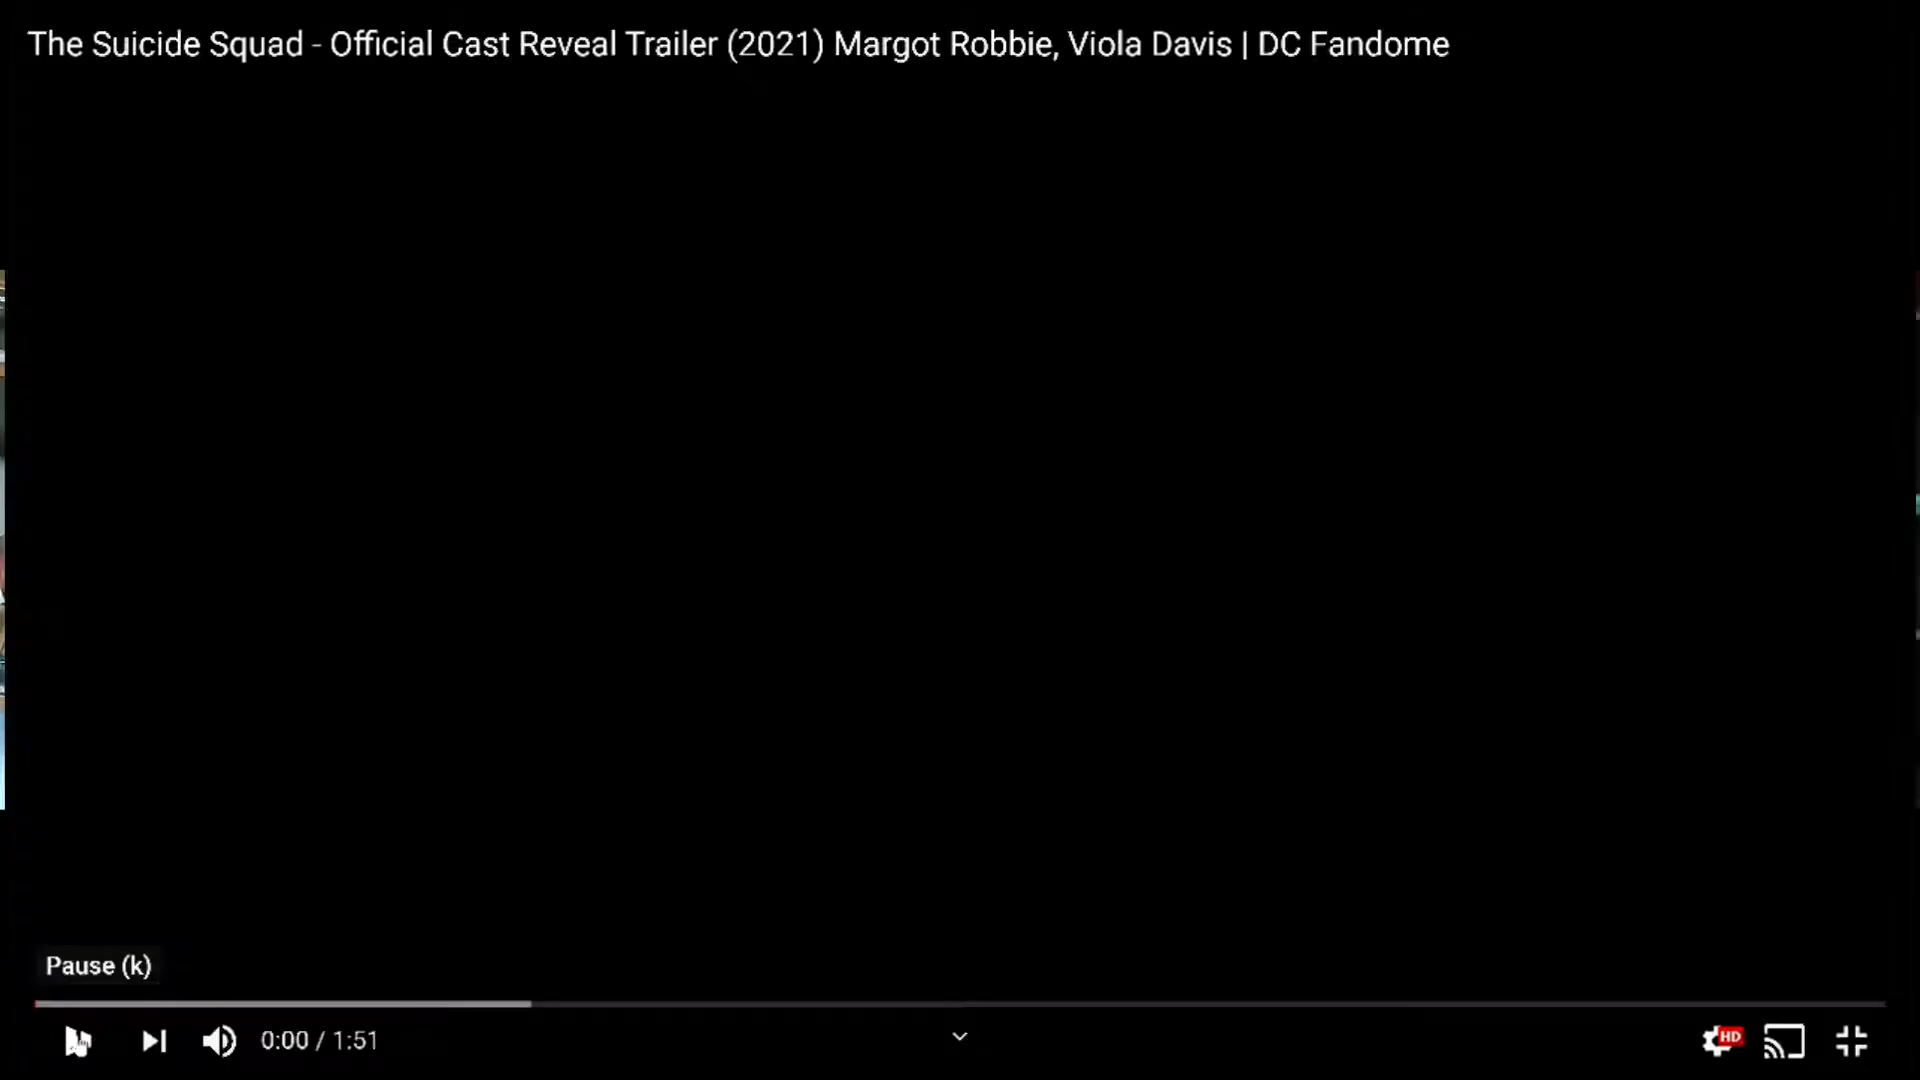 The Suicide Squad - Official Cast Reveal Trailer (2021) Margot Robbie, Viola Davis | DC Fandome
Pause (k)
0:00 / 1:51
HD